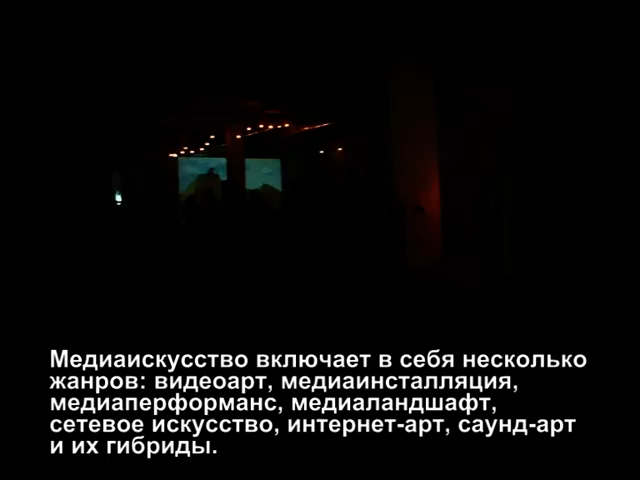 Медиаискусство включает в себя несколько
жанров: видеоарт, медиаинсталляция,
медиаперформанс, медиаландшафт,
сетевое искусство, интернет-арт, саунд-арт
и их гибриды.